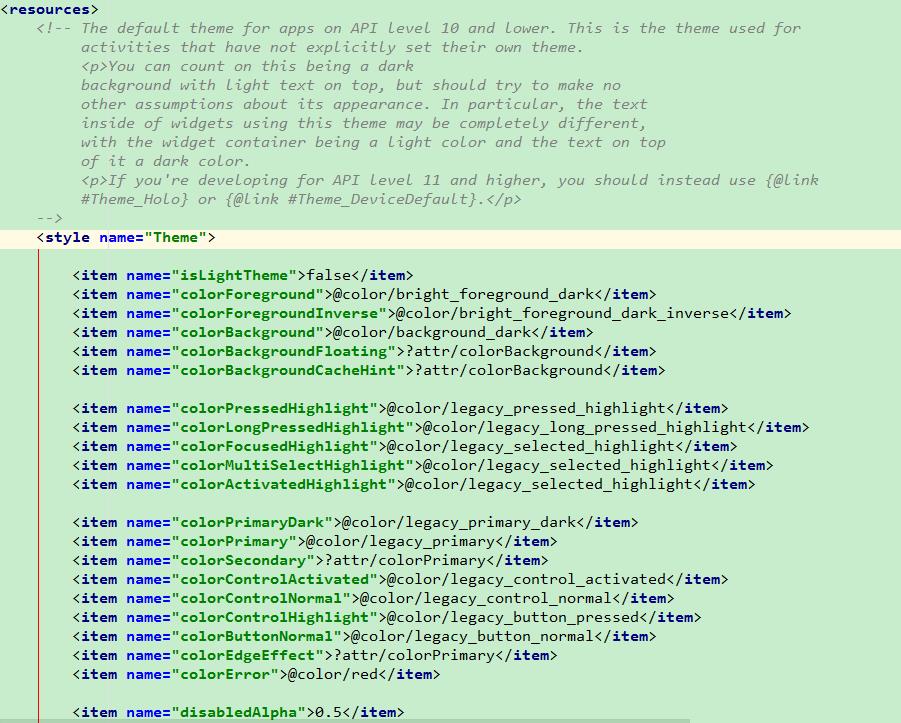 <resources>
<!-- The default theme for apps on API level 10 and lower. This is the theme used for
activities that have not explicitly set their own theme.
<p>You can count on this being a dark
background with light text on top, but should try to make no
other assumptions about its appearance. In particular, the text
inside of widgets using this theme may be completely different,
with the widget container being a light color and the text on top
of it a dark color.
<p>If you're developing for API level 11 and higher, you should instead use {@link
#Theme_Holo} or {@link #Theme_DeviceDefault}.</p>
-->
<style name="Theme">
<item name="isLightTheme">false</item>
<item name="colorForeground">@color/bright_foreground_dark</item>
<item name="colorForegroundInverse">@color/bright_foreground_dark_inverse</item>
<item name="colorBackground">@color/background_dark</item>
<item name="colorBackgroundFloating">?attr/colorBackground</item>
<item name="colorBackgroundCacheHint">?attr/colorBackground</item>
<item name="colorPressedHighlight">@color/legacy_pressed_highlight</item>
<item name="colorLongPressedHighlight">@color/legacy_long_pressed_highlight</item>
<item name="colorFocusedHighlight">@color/legacy_selected_highlight</item>
<item name="colorMultiSelectHighlight">@color/legacy_selected_highlight</item>
<item name="colorActivatedHighlight">@color/legacy_selected_highlight</item>
<item name="colorPrimaryDark">@color/legacy_primary_dark</item>
<item name="colorPrimary">@color/legacy_primary</item>
<item name="colorSecondary">?attr/colorPrimary</item>
<item name="colorControlActivated">@color/legacy_control_activated</item>
<item name="colorControlNormal">@color/legacy_control_normal</item>
<item name="colorControlHighlight">@color/legacy_button_pressed</item>
<item name="colorButtonNormal">@color/legacy_button_normal</item>
<item name="colorEdgeEffect">?attr/colorPrimary</item>
<item name="colorError">@color/red</item>
<item name="disabledAlpha">0.5</item>